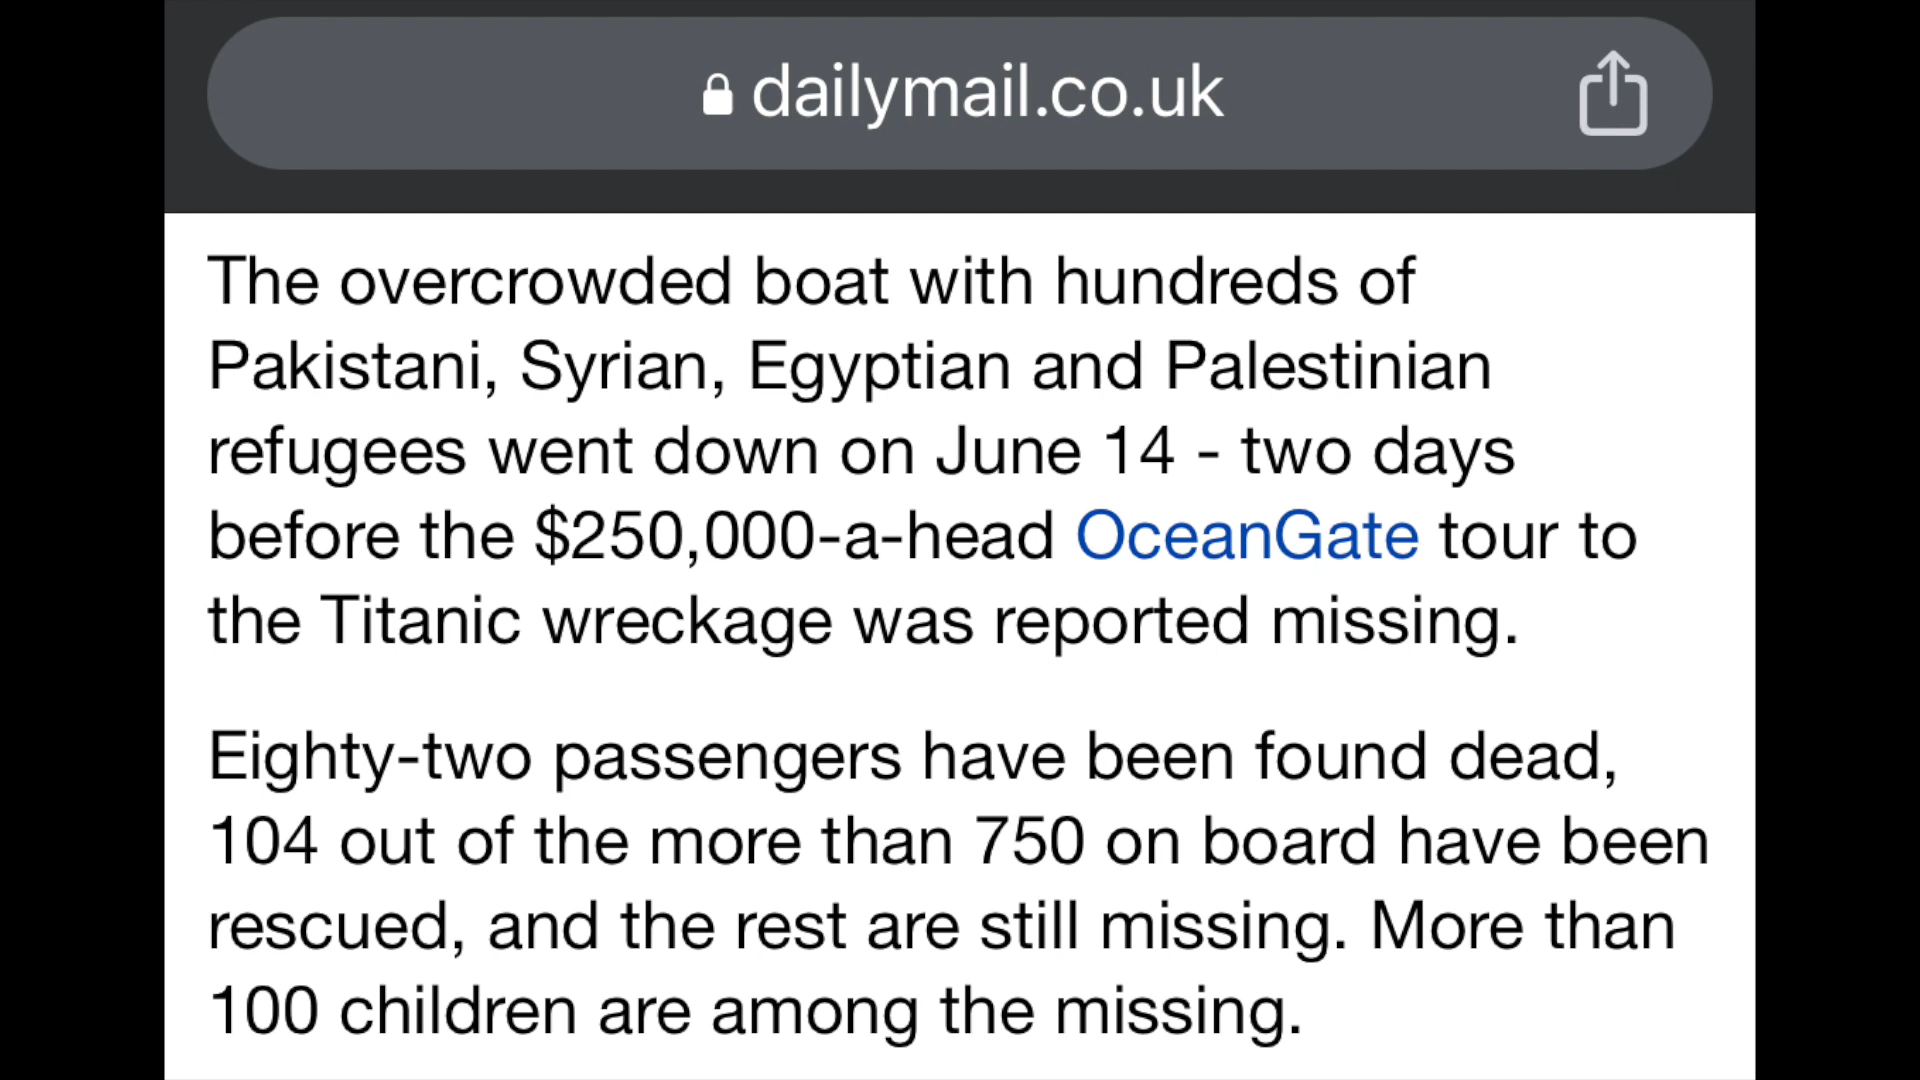 dailymail.co.uk
The overcrowded boat with hundreds of
Pakistani, Syrian, Egyptian and Palestinian
refugees went down on June 14 - two days
before the $250,000-a-head OceanGate tour to
the Titanic wreckage was reported missing.
Eighty-two passengers have been found dead,
104 out of the more than 750 on board have been
rescued, and the rest are still missing. More than
100 children are among the missing.